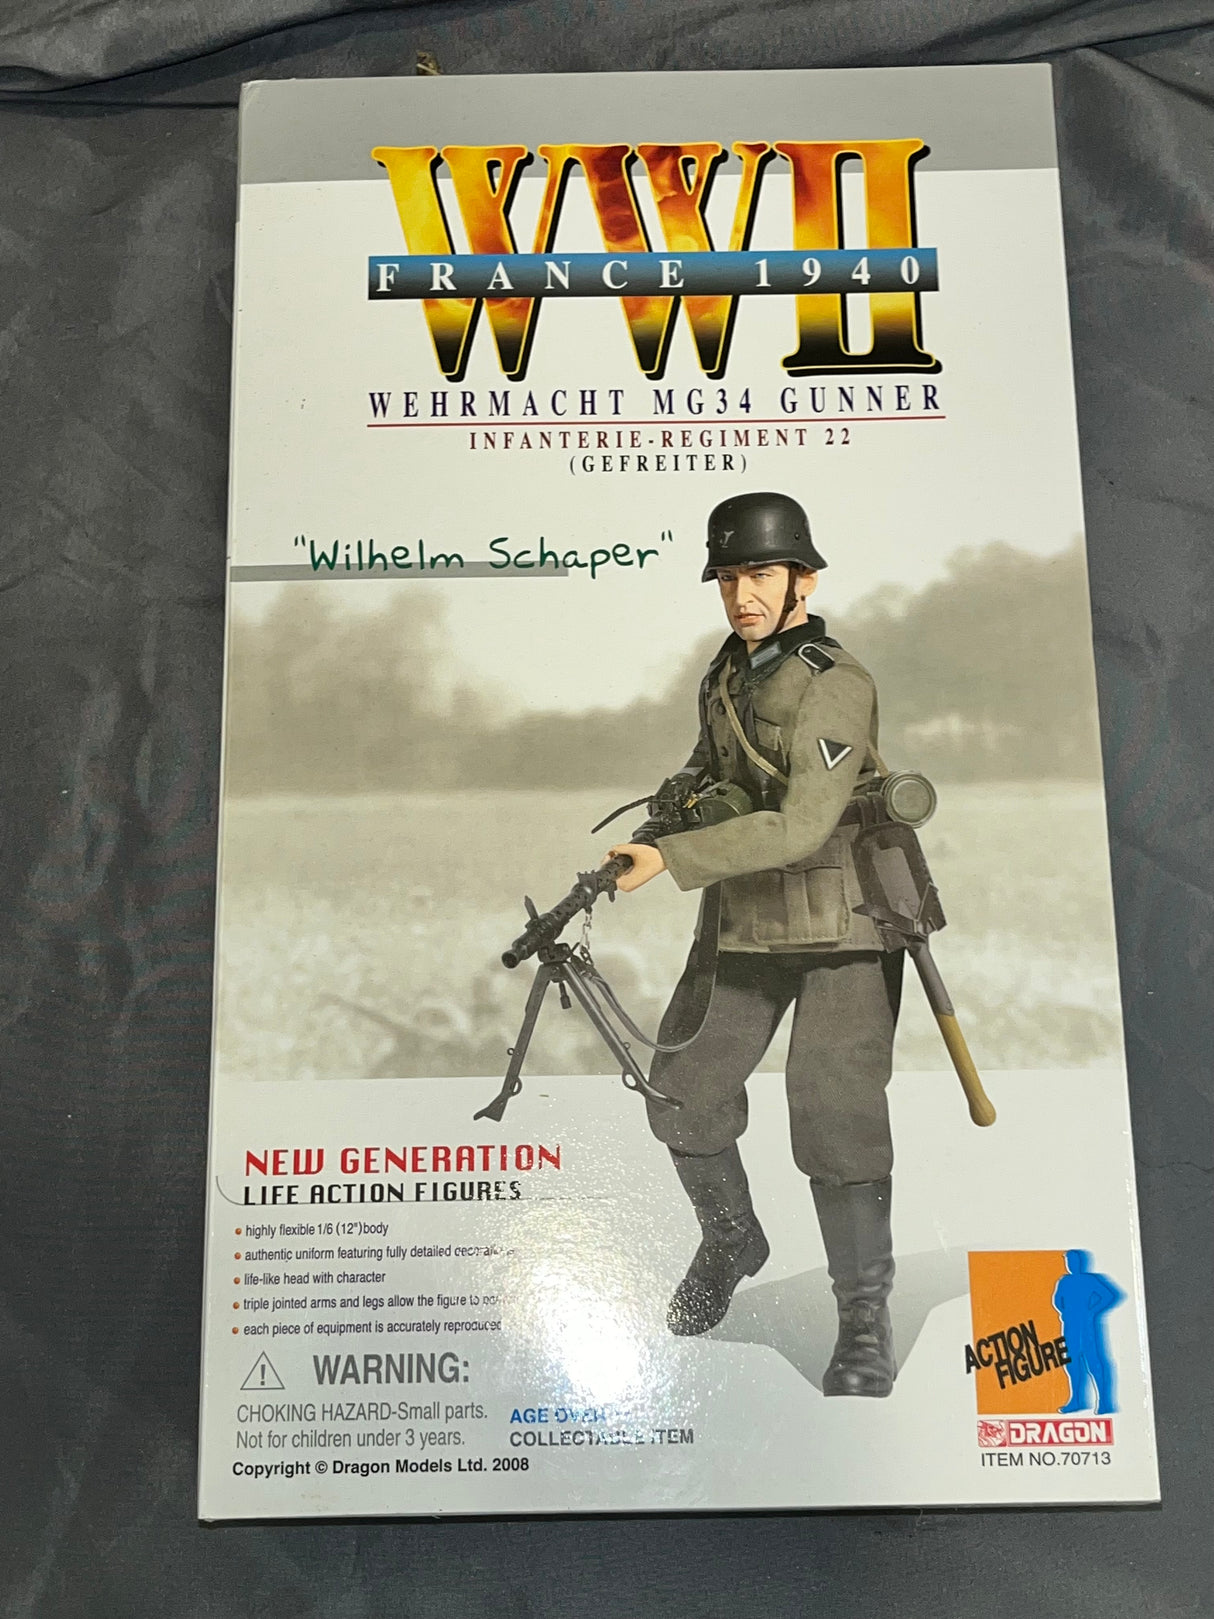 WWII
FRANCE 1940
WEHRMACHT MG34 GUNNER
INFANTERIE-REGIMENT 22
(GEFREITER)
"Wilhelm Schaper"
NEW GENERATION
LIFE ACTION FIGURES
• highly flexible 1/6 (12") body
• authentic uniform featuring fully detailed
• life-like head with character
• triple jointed arms and legs allow the figure to
• each piece of equipment is accurately reproduced
WARNING:
CHOKING HAZARD-Small parts.
Not for children under 3 years.
AGE OVER
COLLECTABLE ITEM
Copyright © Dragon Models Ltd. 2008
ACTION
FIGURE
DRAGON
ITEM NO.70713